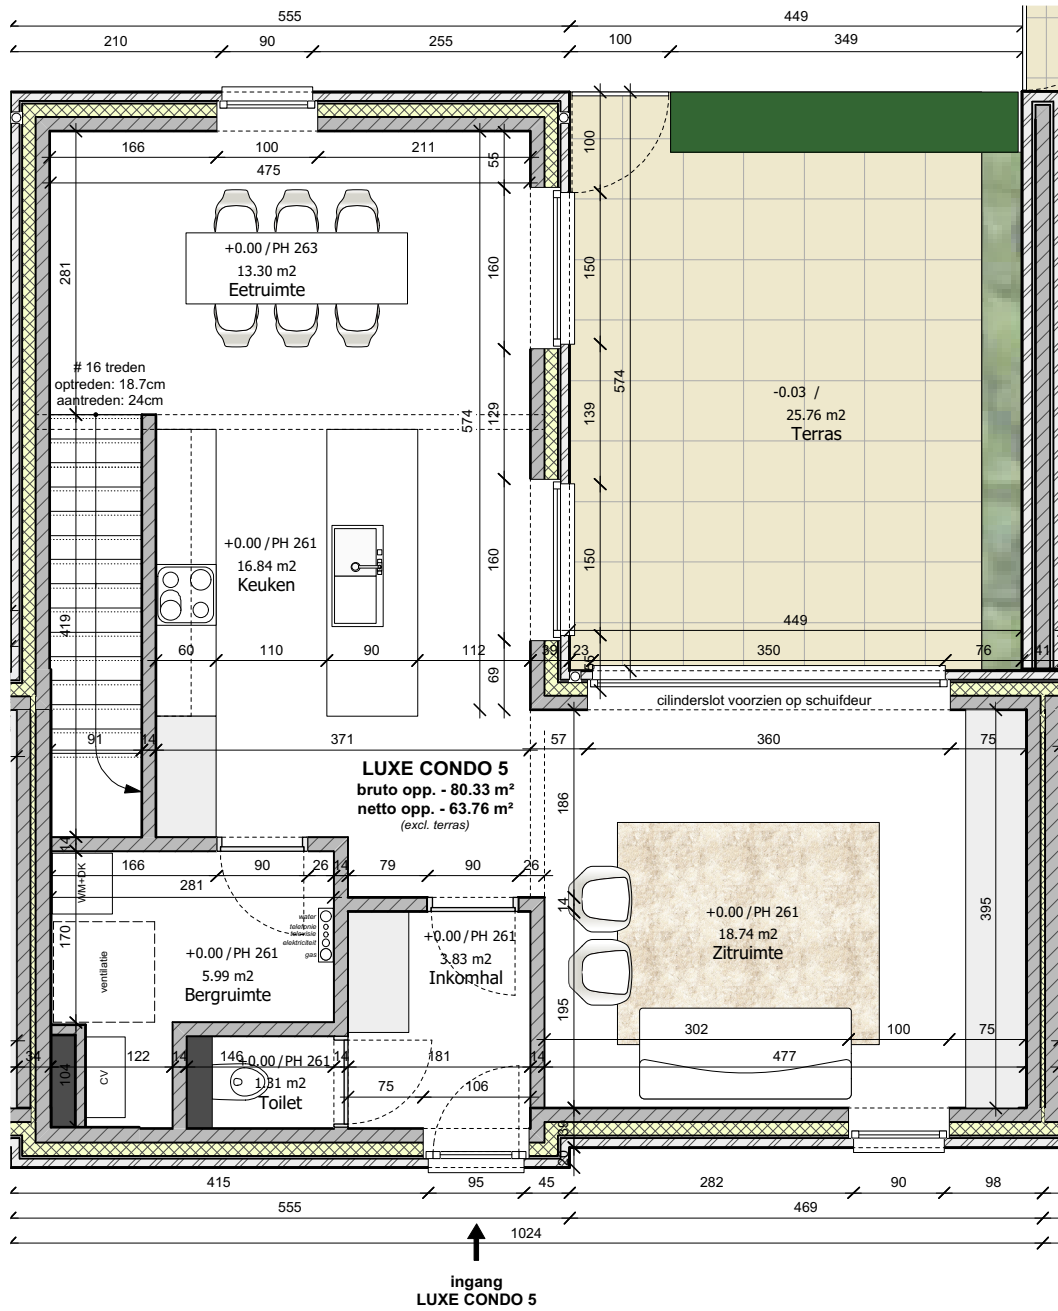 555
449
210
90
255
100
349
166
100
211
55
100
475
+0.00 / PH 263
13.30 m2
Eetruimte
281
160
150
# 16 treden
optreden: 18.7cm
aantreden: 24cm
574
129
574
139
-0.03 /
25.76 m2
Terras
+0.00 / PH 261
16.84 m2
Keuken
160
150
419
449
60
110
90
112
69
39
23
55
350
76
41
cilinderslot voorzien op schuifdeur
91
14
371
57
360
75
LUXE CONDO 5
bruto opp. - 80.33 m²
netto opp. - 63.76 m²
(excl. terras)
186
14
166
90
26
14
79
90
26
WM+DK
281
14
395
170
water
telefonie
televisie
elektriciteit
gas
+0.00 / PH 261
3.83 m2
Inkomhal
+0.00 / PH 261
18.74 m2
Zitruimte
ventilatie
+0.00 / PH 261
5.99 m2
Bergruimte
195
302
100
75
34
122
14
146
14
181
14
477
104
CV
+0.00 / PH 261
1.31 m2
Toilet
75
106
39
20
415
95
45
282
90
98
555
469
1024
ingang
LUXE CONDO 5